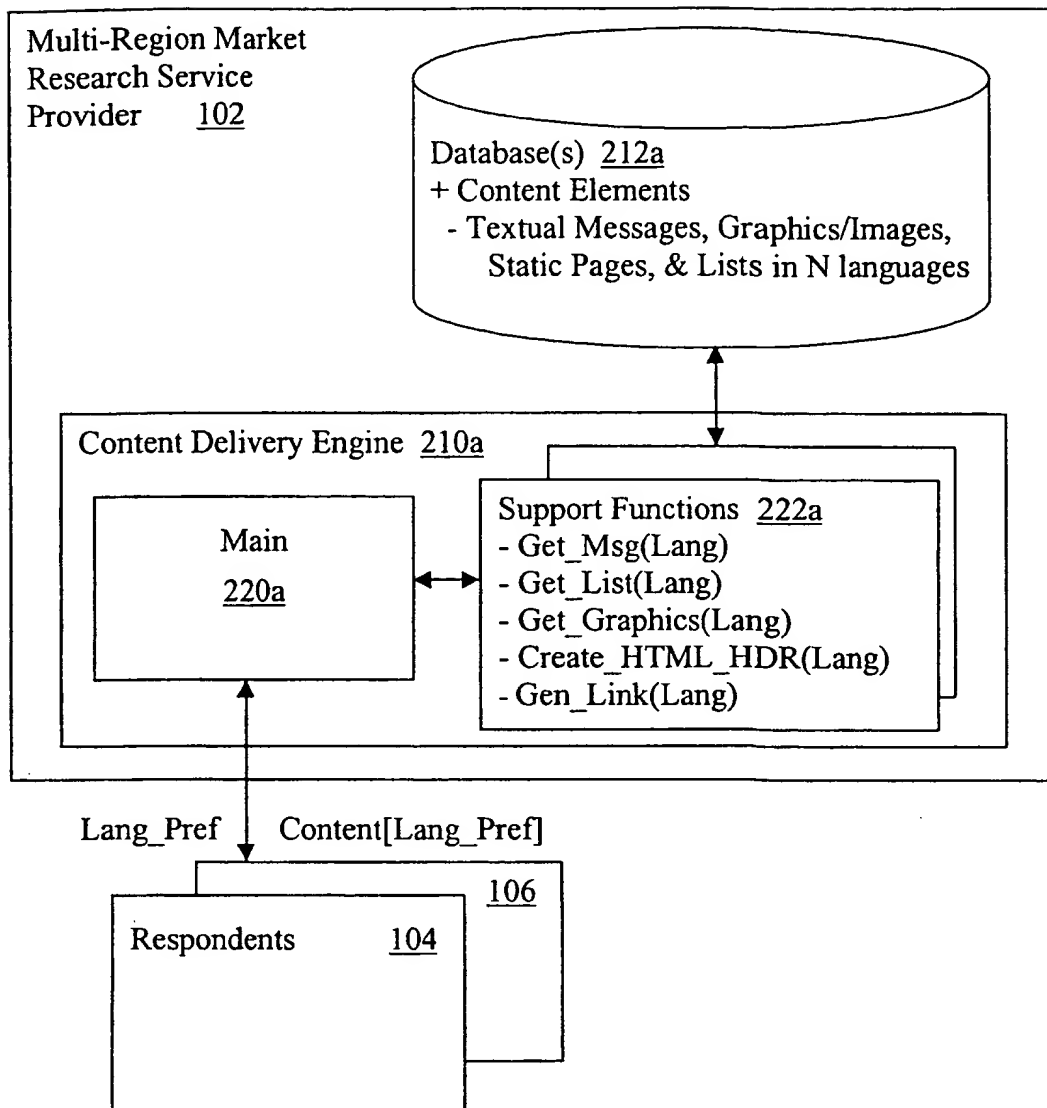 Multi-Region Market
Research Service
Provider 102
Database(s) 212a
+ Content Elements
- Textual Messages, Graphics/Images,
Static Pages, & Lists in N languages
Content Delivery Engine 210a
Main
220a
Support Functions 222a
- Get_Msg(Lang)
- Get_List(Lang)
- Get_Graphics(Lang)
- Create_HTML_HDR(Lang)
- Gen_Link(Lang)
Lang_Pref Content[Lang_Pref]
106
Respondents 104